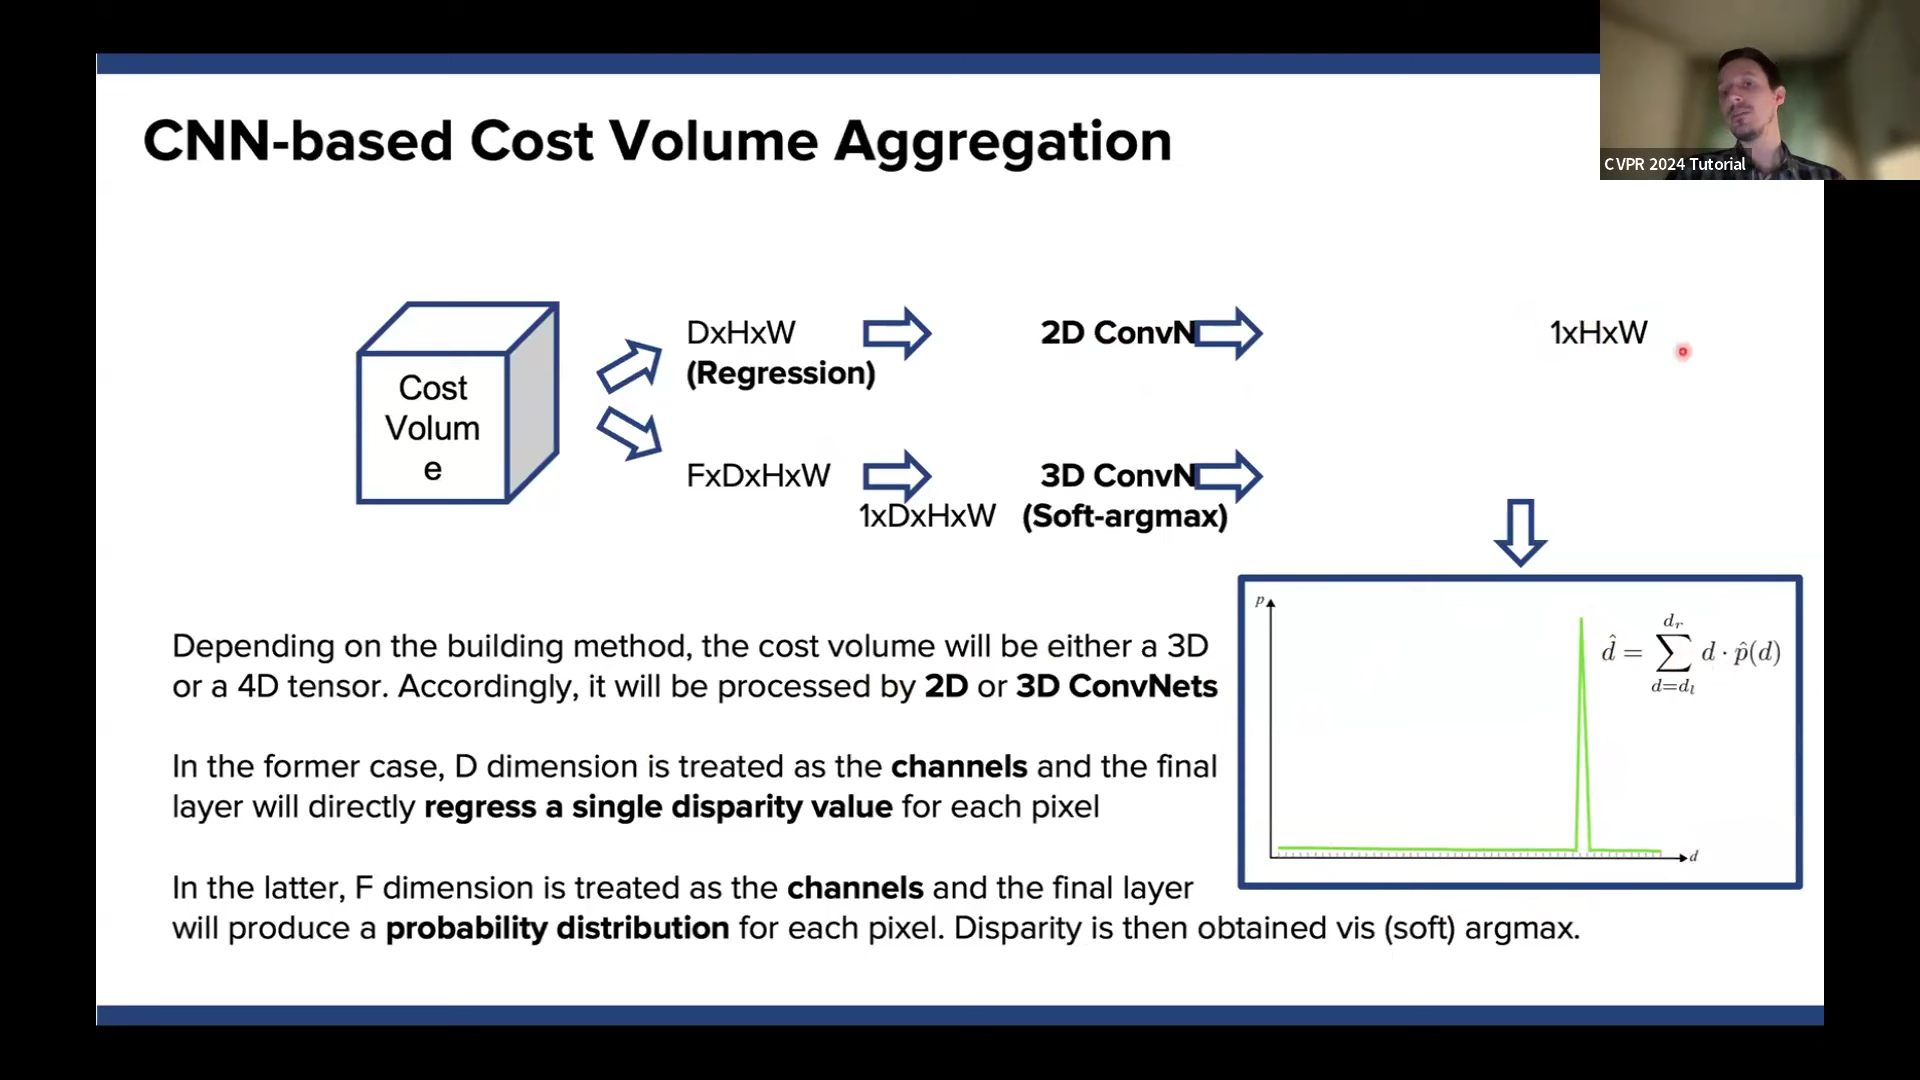 CVPR 2024 Tutorial
CNN-based Cost Volume Aggregation
Cost
Volum
e
DxHxW
(Regression)
2D ConvN
1xHxW
FxDxHxW
3D ConvN
1xDxHxW
(Soft-argmax)
Depending on the building method, the cost volume will be either a 3D
or a 4D tensor. Accordingly, it will be processed by 2D or 3D ConvNets
In the former case, D dimension is treated as the channels and the final
layer will directly regress a single disparity value for each pixel
In the latter, F dimension is treated as the channels and the final layer
will produce a probability distribution for each pixel. Disparity is then obtained vis (soft) argmax.
p
d̂ = ∑_{d=d_l}^{d_r} d · p̂(d)
d